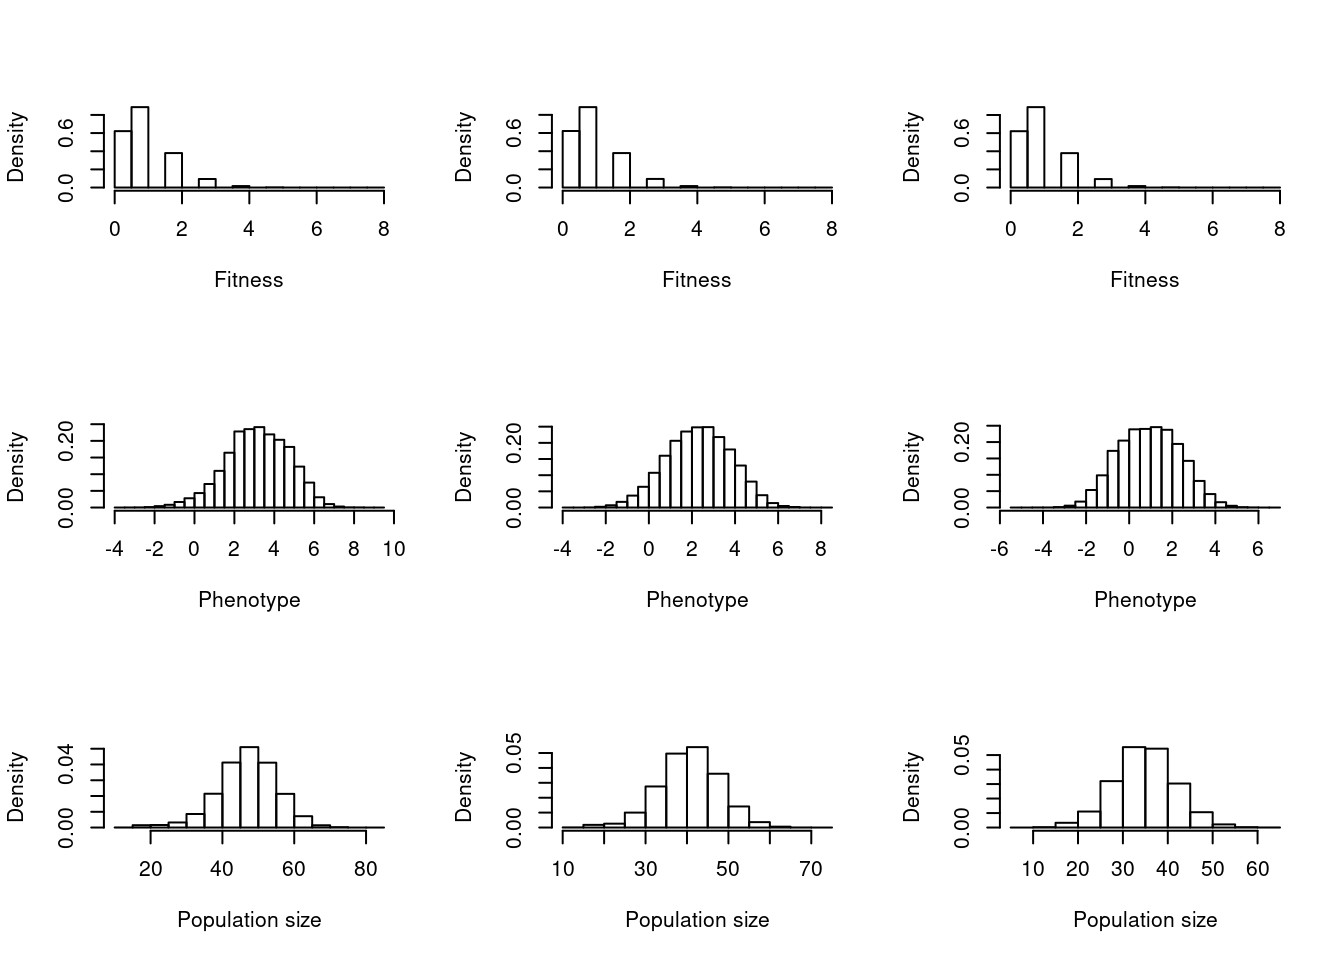 Density
0.0 0.6
0 2 4 6 8
Fitness
Density
0.0 0.6
0 2 4 6 8
Fitness
Density
0.0 0.6
0 2 4 6 8
Fitness
Density
0.00 0.20
-4 -2 0 2 4 6 8 10
Phenotype
Density
0.00 0.20
-4 -2 0 2 4 6 8
Phenotype
Density
0.00 0.20
-6 -4 -2 0 2 4 6
Phenotype
Density
0.00 0.04
20 40 60 80
Population size
Density
0.00 0.05
10 30 50 70
Population size
Density
0.00 0.05
10 20 30 40 50 60
Population size